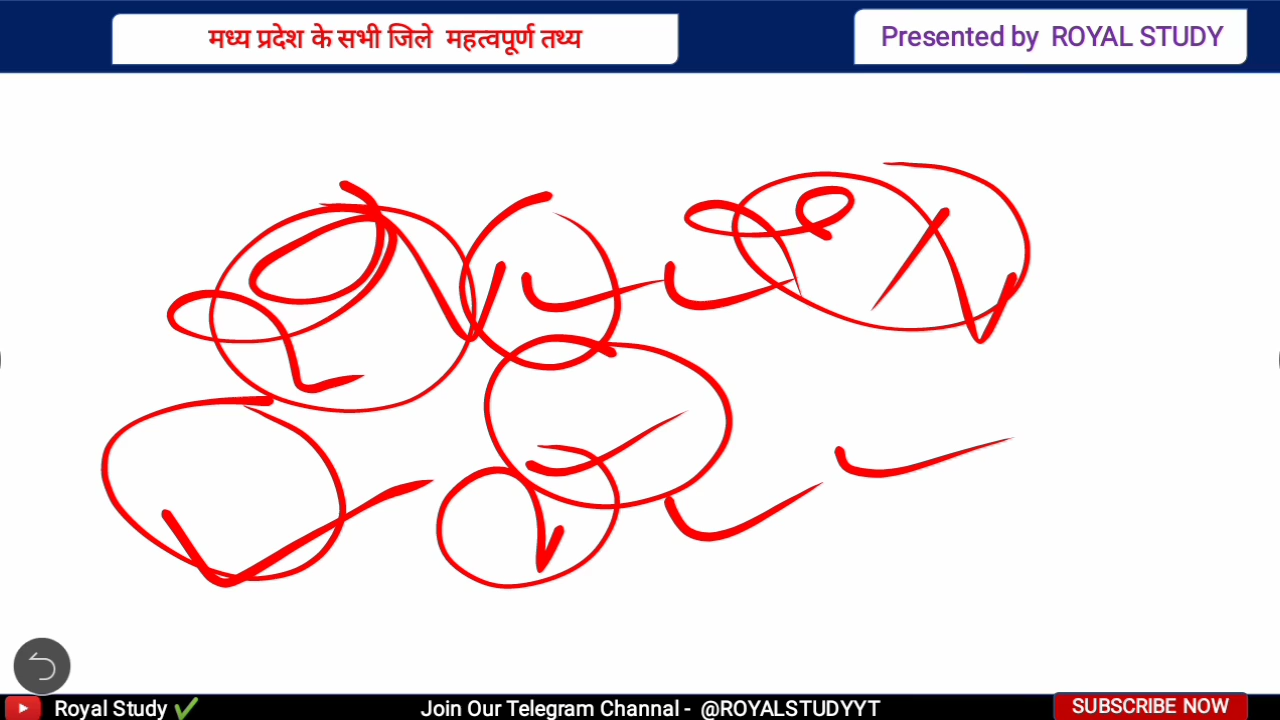 मध्य प्रदेश के सभी जिले महत्वपूर्ण तथ्य
Presented by ROYAL STUDY
Royal Study
Join Our Telegram Channal - @ROYALSTUDYYT
SUBSCRIBE NOW